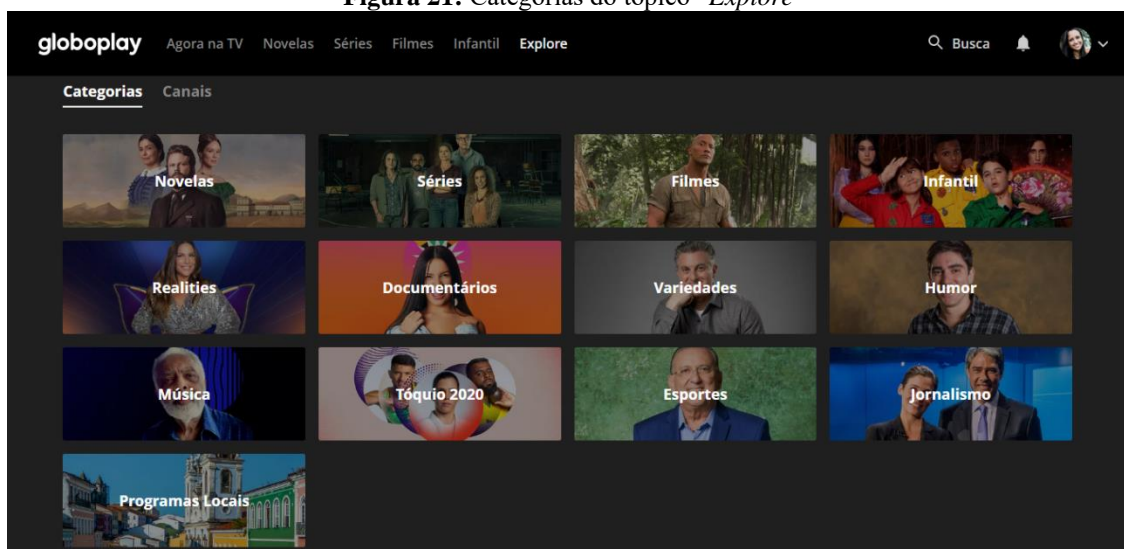 Figura 21: Categorias do tópico "Explore"
globoplay Agora na TV Novelas Séries Filmes Infantil Explore Busca
Categorias Canais
Novelas Séries Filmes Infantil
Realities Documentários Variedades Humor
Música Tóquio 2020 Esportes Jornalismo
Programas Locais